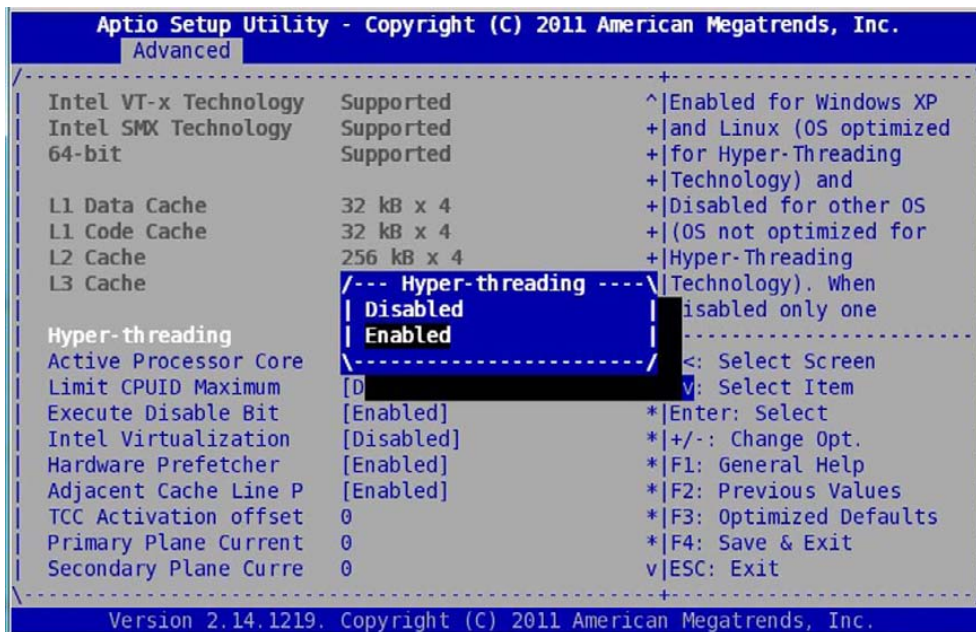 Aptio Setup Utility - Copyright (C) 2011 American Megatrends, Inc.
Advanced
/----------------------------------------------------+------------------------
| Intel VT-x Technology Supported ^|Enabled for Windows XP
| Intel SMX Technology Supported +|and Linux (OS optimized
| 64-bit Supported +|for Hyper-Threading
| +|Technology) and
| L1 Data Cache 32 kB x 4 +|Disabled for other OS
| L1 Code Cache 32 kB x 4 +|(OS not optimized for
| L2 Cache 256 kB x 4 +|Hyper-Threading
| L3 Cache /--- Hyper-threading ----\|Technology). When
| | Disabled | isabled only one
| Hyper-threading | Enabled |------------------------
| Active Processor Core \------------------------/ <: Select Screen
| Limit CPUID Maximum [D v: Select Item
| Execute Disable Bit [Enabled] *|Enter: Select
| Intel Virtualization [Disabled] *|+/-: Change Opt.
| Hardware Prefetcher [Enabled] *|F1: General Help
| Adjacent Cache Line P [Enabled] *|F2: Previous Values
| TCC Activation offset 0 *|F3: Optimized Defaults
| Primary Plane Current 0 *|F4: Save & Exit
| Secondary Plane Curre 0 v|ESC: Exit
\----------------------------------------------------+------------------------
Version 2.14.1219. Copyright (C) 2011 American Megatrends, Inc.